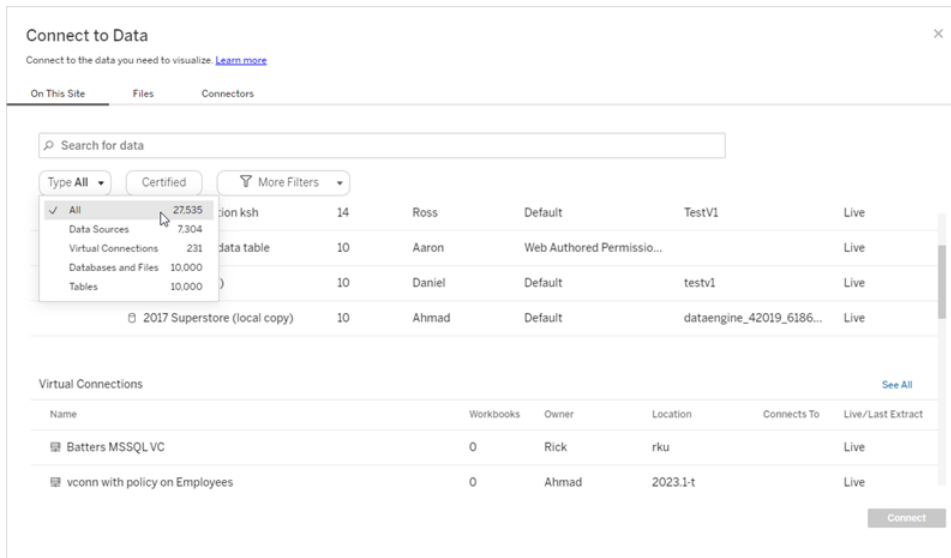 Connect to Data
Connect to the data you need to visualize. Learn more
On This Site Files Connectors
Search for data
Type All Certified More Filters
All 27,535
Data Sources 7,304
Virtual Connections 231
Databases and Files 10,000
Tables 10,000
ion ksh 14 Ross Default TestV1 Live
data table 10 Aaron Web Authored Permissio... Live
) 10 Daniel Default testv1 Live
2017 Superstore (local copy) 10 Ahmad Default dataengine_42019_6186... Live
Virtual Connections See All
Name Workbooks Owner Location Connects To Live/Last Extract
Batters MSSQL VC 0 Rick rku Live
vconn with policy on Employees 0 Ahmad 2023.1-t Live
Connect